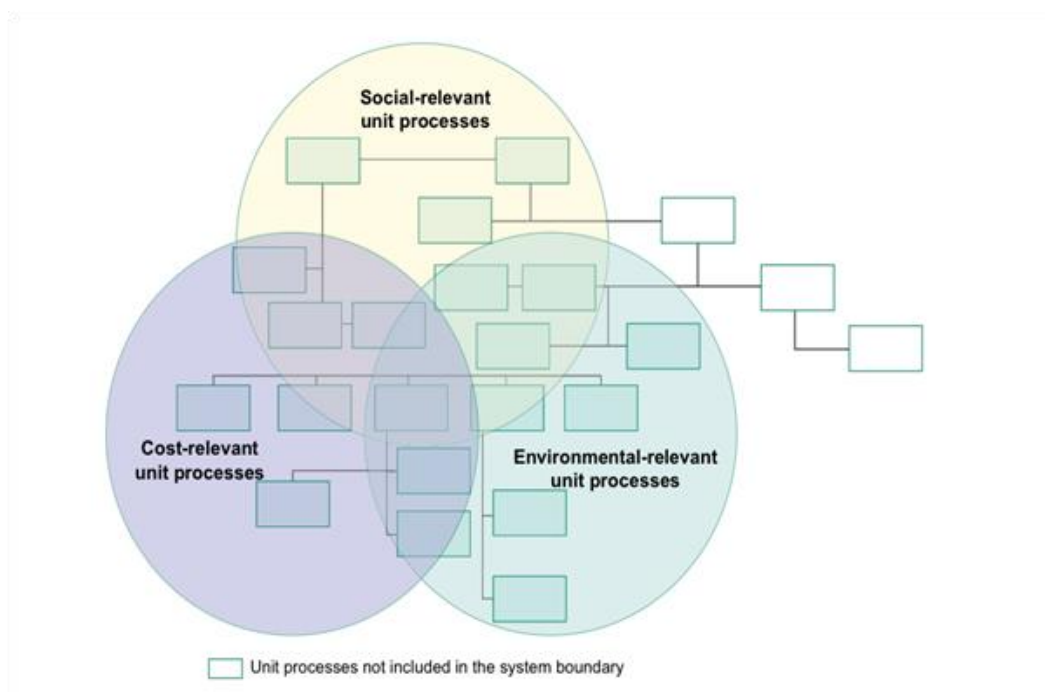 Social-relevant
unit processes
Cost-relevant
unit processes
Environmental-relevant
unit processes
Unit processes not included in the system boundary